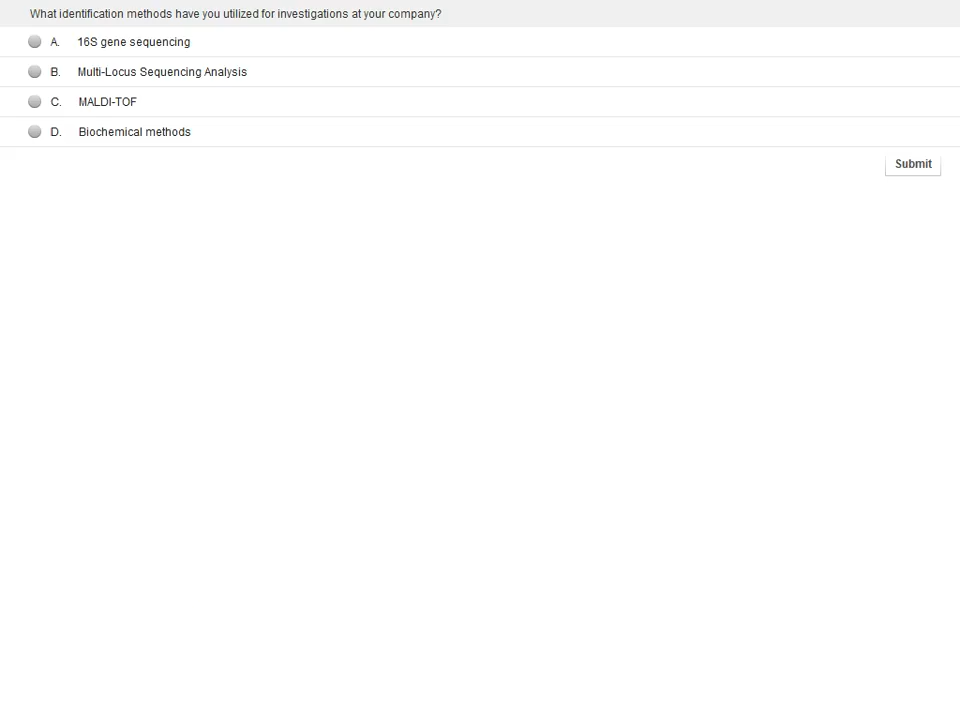 What identification methods have you utilized for investigations at your company?
A. 16S gene sequencing
B. Multi-Locus Sequencing Analysis
C. MALDI-TOF
D. Biochemical methods
Submit